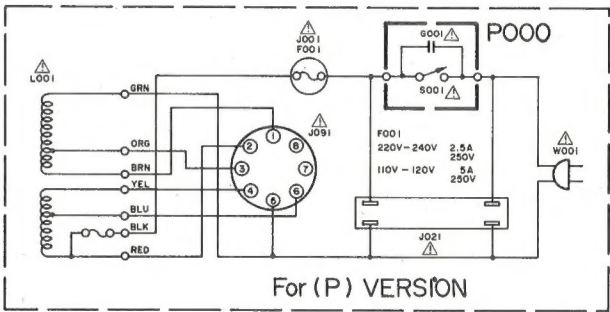 J001
F001
G001
P000
L001
S001
GRN
J091
W001
F001
220V-240V 2.5A
250V
110V-120V 5A
250V
ORG
BRN
YEL
BLU
BLK
RED
1
2
8
3
7
4
6
5
J021
For (P) VERSION